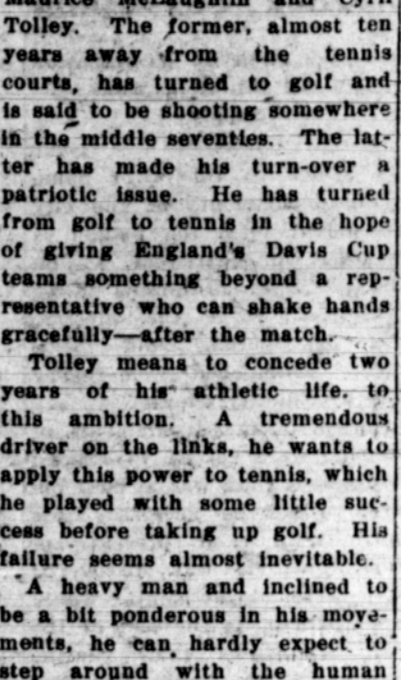 Maurice McLaughlin and Cyril
Tolley. The former, almost ten
years away from the tennis
courts, has turned to golf and
is said to be shooting somewhere
in the middle seventies. The lat-
ter has made his turn-over a
patriotic issue. He has turned
from golf to tennis in the hope
of giving England's Davis Cup
teams something beyond a rep-
resentative who can shake hands
gracefully—after the match.
Tolley means to concede two
years of his athletic life. to
this ambition. A tremendous
driver on the links, he wants to
apply this power to tennis, which
he played with some little suc-
cess before taking up golf. His
failure seems almost inevitable.
A heavy man and inclined to
be a bit ponderous in his move-
ments, he can hardly expect to
step around with the human